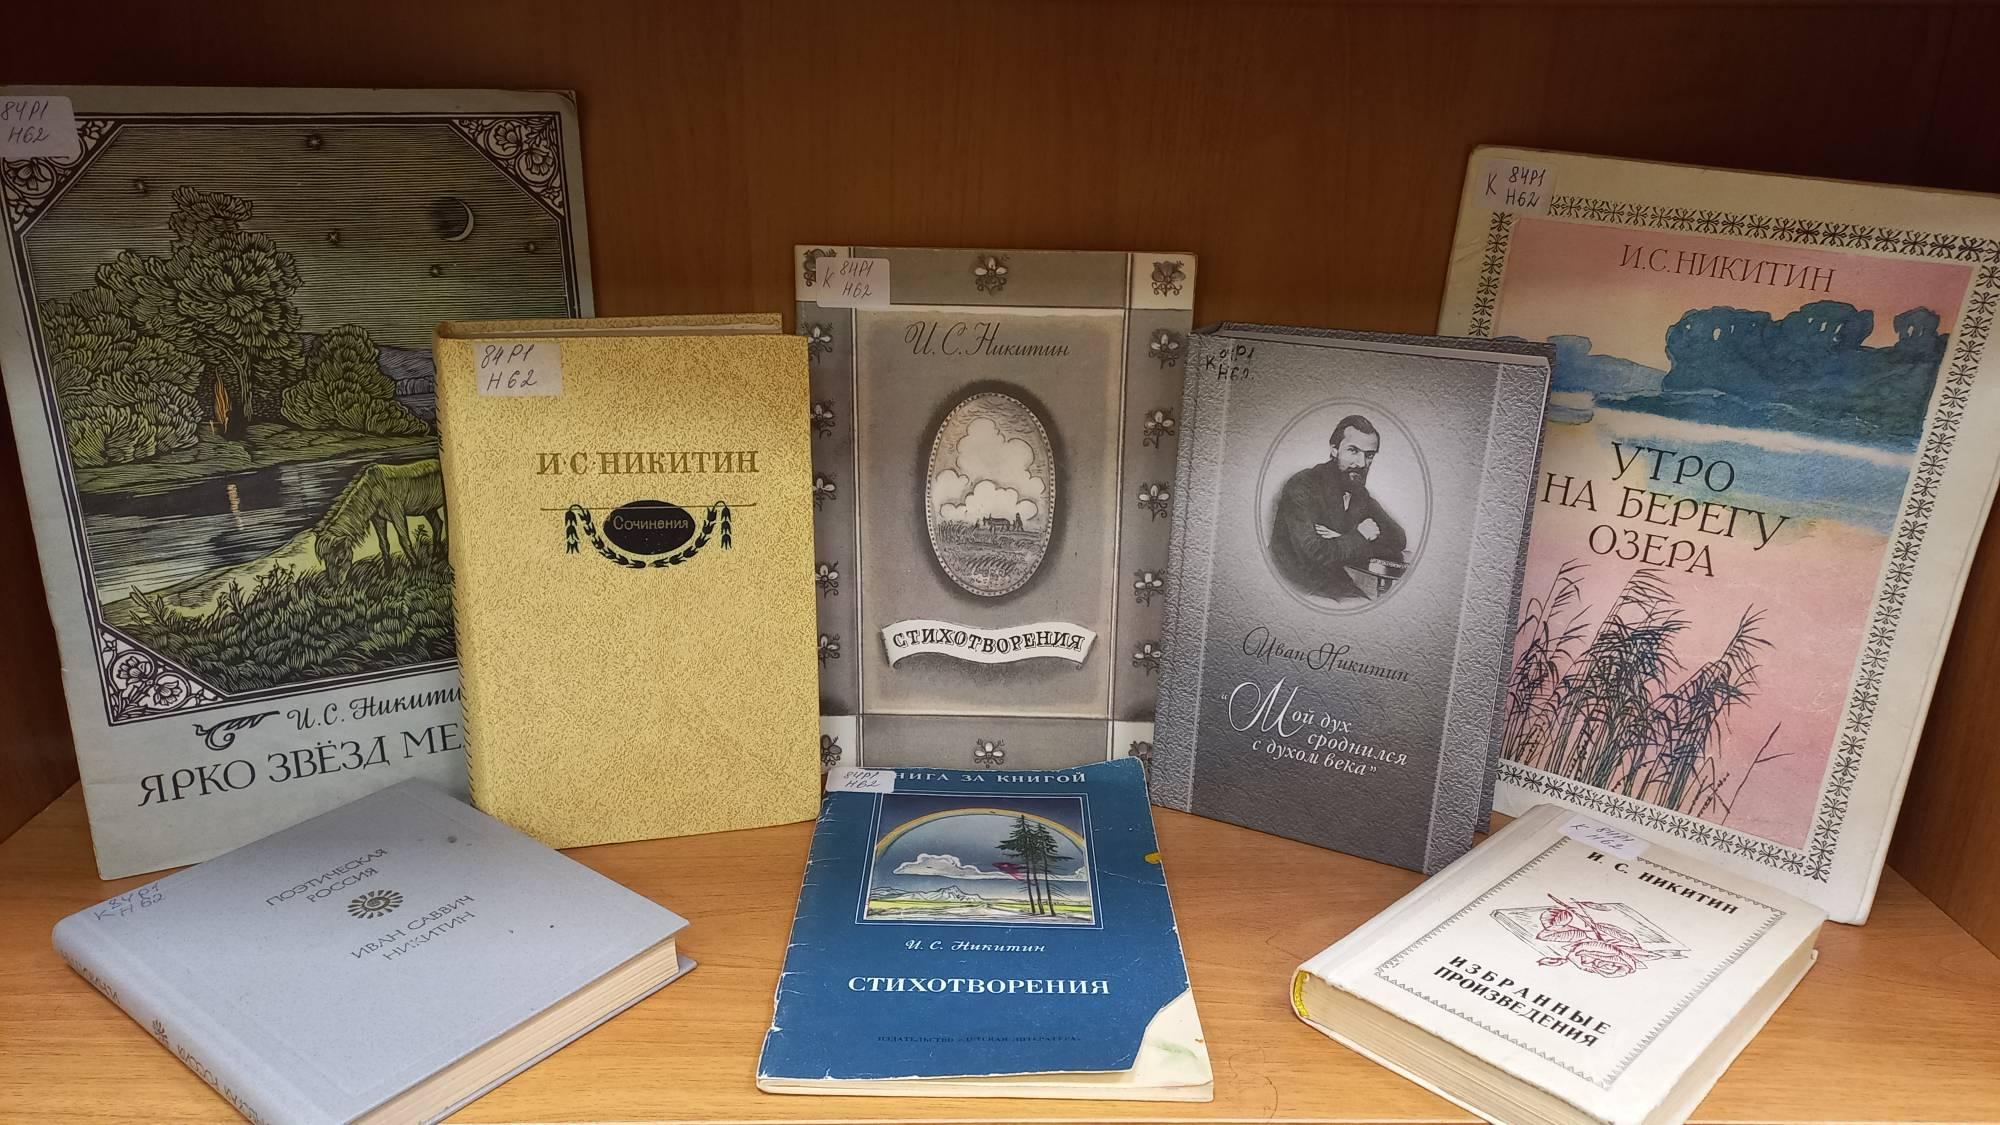 84Р1
Н62
И.С. Никитин
ЯРКО ЗВЁЗД
84Р1
Н62
И·С·НИКИТИН
Сочинения
К 84Р1
Н62
И.С. Никитин
СТИХОТВОРЕНИЯ
К 84Р1
Н62
Иван Никитин
"Мой дух
сроднился
с духом века"
К 84Р1
Н62
И.С.НИКИТИН
УТРО
НА БЕРЕГУ
ОЗЕРА
84Р1
К Н62
ПОЭТИЧЕСКАЯ
РОССИЯ
ИВАН САВВИЧ
НИКИТИН
84Р1
Н62
КНИГА ЗА КНИГОЙ
И. С. Никитин
СТИХОТВОРЕНИЯ
ИЗДАТЕЛЬСТВО «ДЕТСКАЯ ЛИТЕРАТУРА»
К 84Р1
Н62
И. С. НИКИТИН
ИЗБРАННЫЕ
ПРОИЗВЕДЕНИЯ